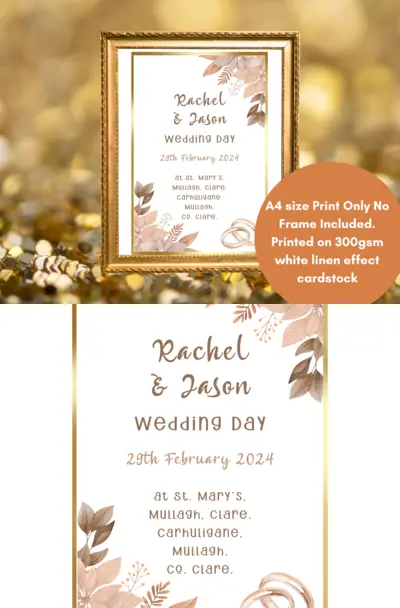 Rachel
& Jason
Wedding Day
29th February 2024
at St. Mary's,
Mullagh, Clare,
Carhuligane,
Mullagh,
Co. Clare.
A4 size Print Only No
Frame Included.
Printed on 300gsm
white linen effect
cardstock
Rachel
& Jason
Wedding Day
29th February 2024
at St. Mary's,
Mullagh, Clare,
Carhuligane,
Mullagh,
Co. Clare.